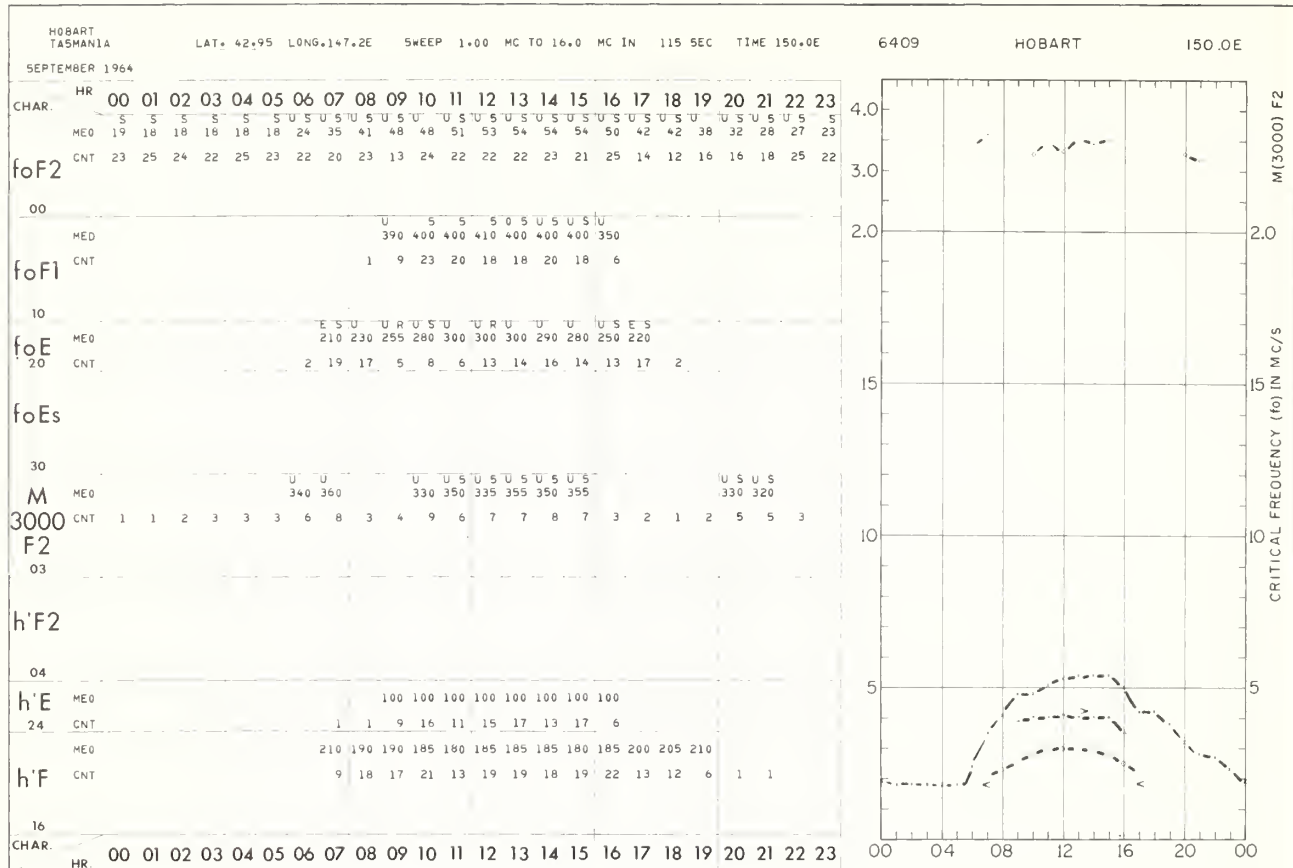 HOBART
TASMANIA LAT. 42.95 LONG.147.2E SWEEP 1.00 MC TO 16.0 MC IN 115 SEC TIME 150.0E
SEPTEMBER 1964
CHAR. HR 00 01 02 03 04 05 06 07 08 09 10 11 12 13 14 15 16 17 18 19 20 21 22 23
S S S S S S U S U S U S U S U S U S U S U S U S U S U S U S U S U U S U S U S S
MED 19 18 18 18 18 18 24 35 41 48 48 51 53 54 54 54 50 42 42 38 32 28 27 23
foF2 CNT 23 25 24 22 25 23 22 20 23 13 24 22 22 22 23 21 25 14 12 16 16 18 25 22
00
U S S S D S U S U S U
MED 390 400 400 410 400 400 400 350
foF1 CNT 1 9 23 20 18 18 20 18 6
10
E S U U R U S U U R U U U U S E S
foE MED 210 230 255 280 300 300 300 290 280 250 220
20 CNT 2 19 17 5 8 6 13 14 16 14 13 17 2
foEs
30
U U U U S U S U S U S U S U S U S
M MED 340 360 330 350 335 355 350 355 330 320
3000 CNT 1 1 2 3 3 3 6 8 3 4 9 6 7 7 8 7 3 2 1 2 5 5 3
F2
03
h'F2
04
h'E MED 100 100 100 100 100 100 100 100
24 CNT 1 1 9 16 11 15 17 13 17 6
MED 210 190 190 185 180 185 185 185 180 185 200 205 210
h'F CNT 9 18 17 21 13 19 19 18 19 22 13 12 6 1 1
16
CHAR. HR. 00 01 02 03 04 05 06 07 08 09 10 11 12 13 14 15 16 17 18 19 20 21 22 23
6409 HOBART 150.0E
4.0
3.0
2.0 2.0
15 15
10 10
5 5
00 04 08 12 16 20 00
M(3000) F2
CRITICAL FREQUENCY (fo) IN MC/S